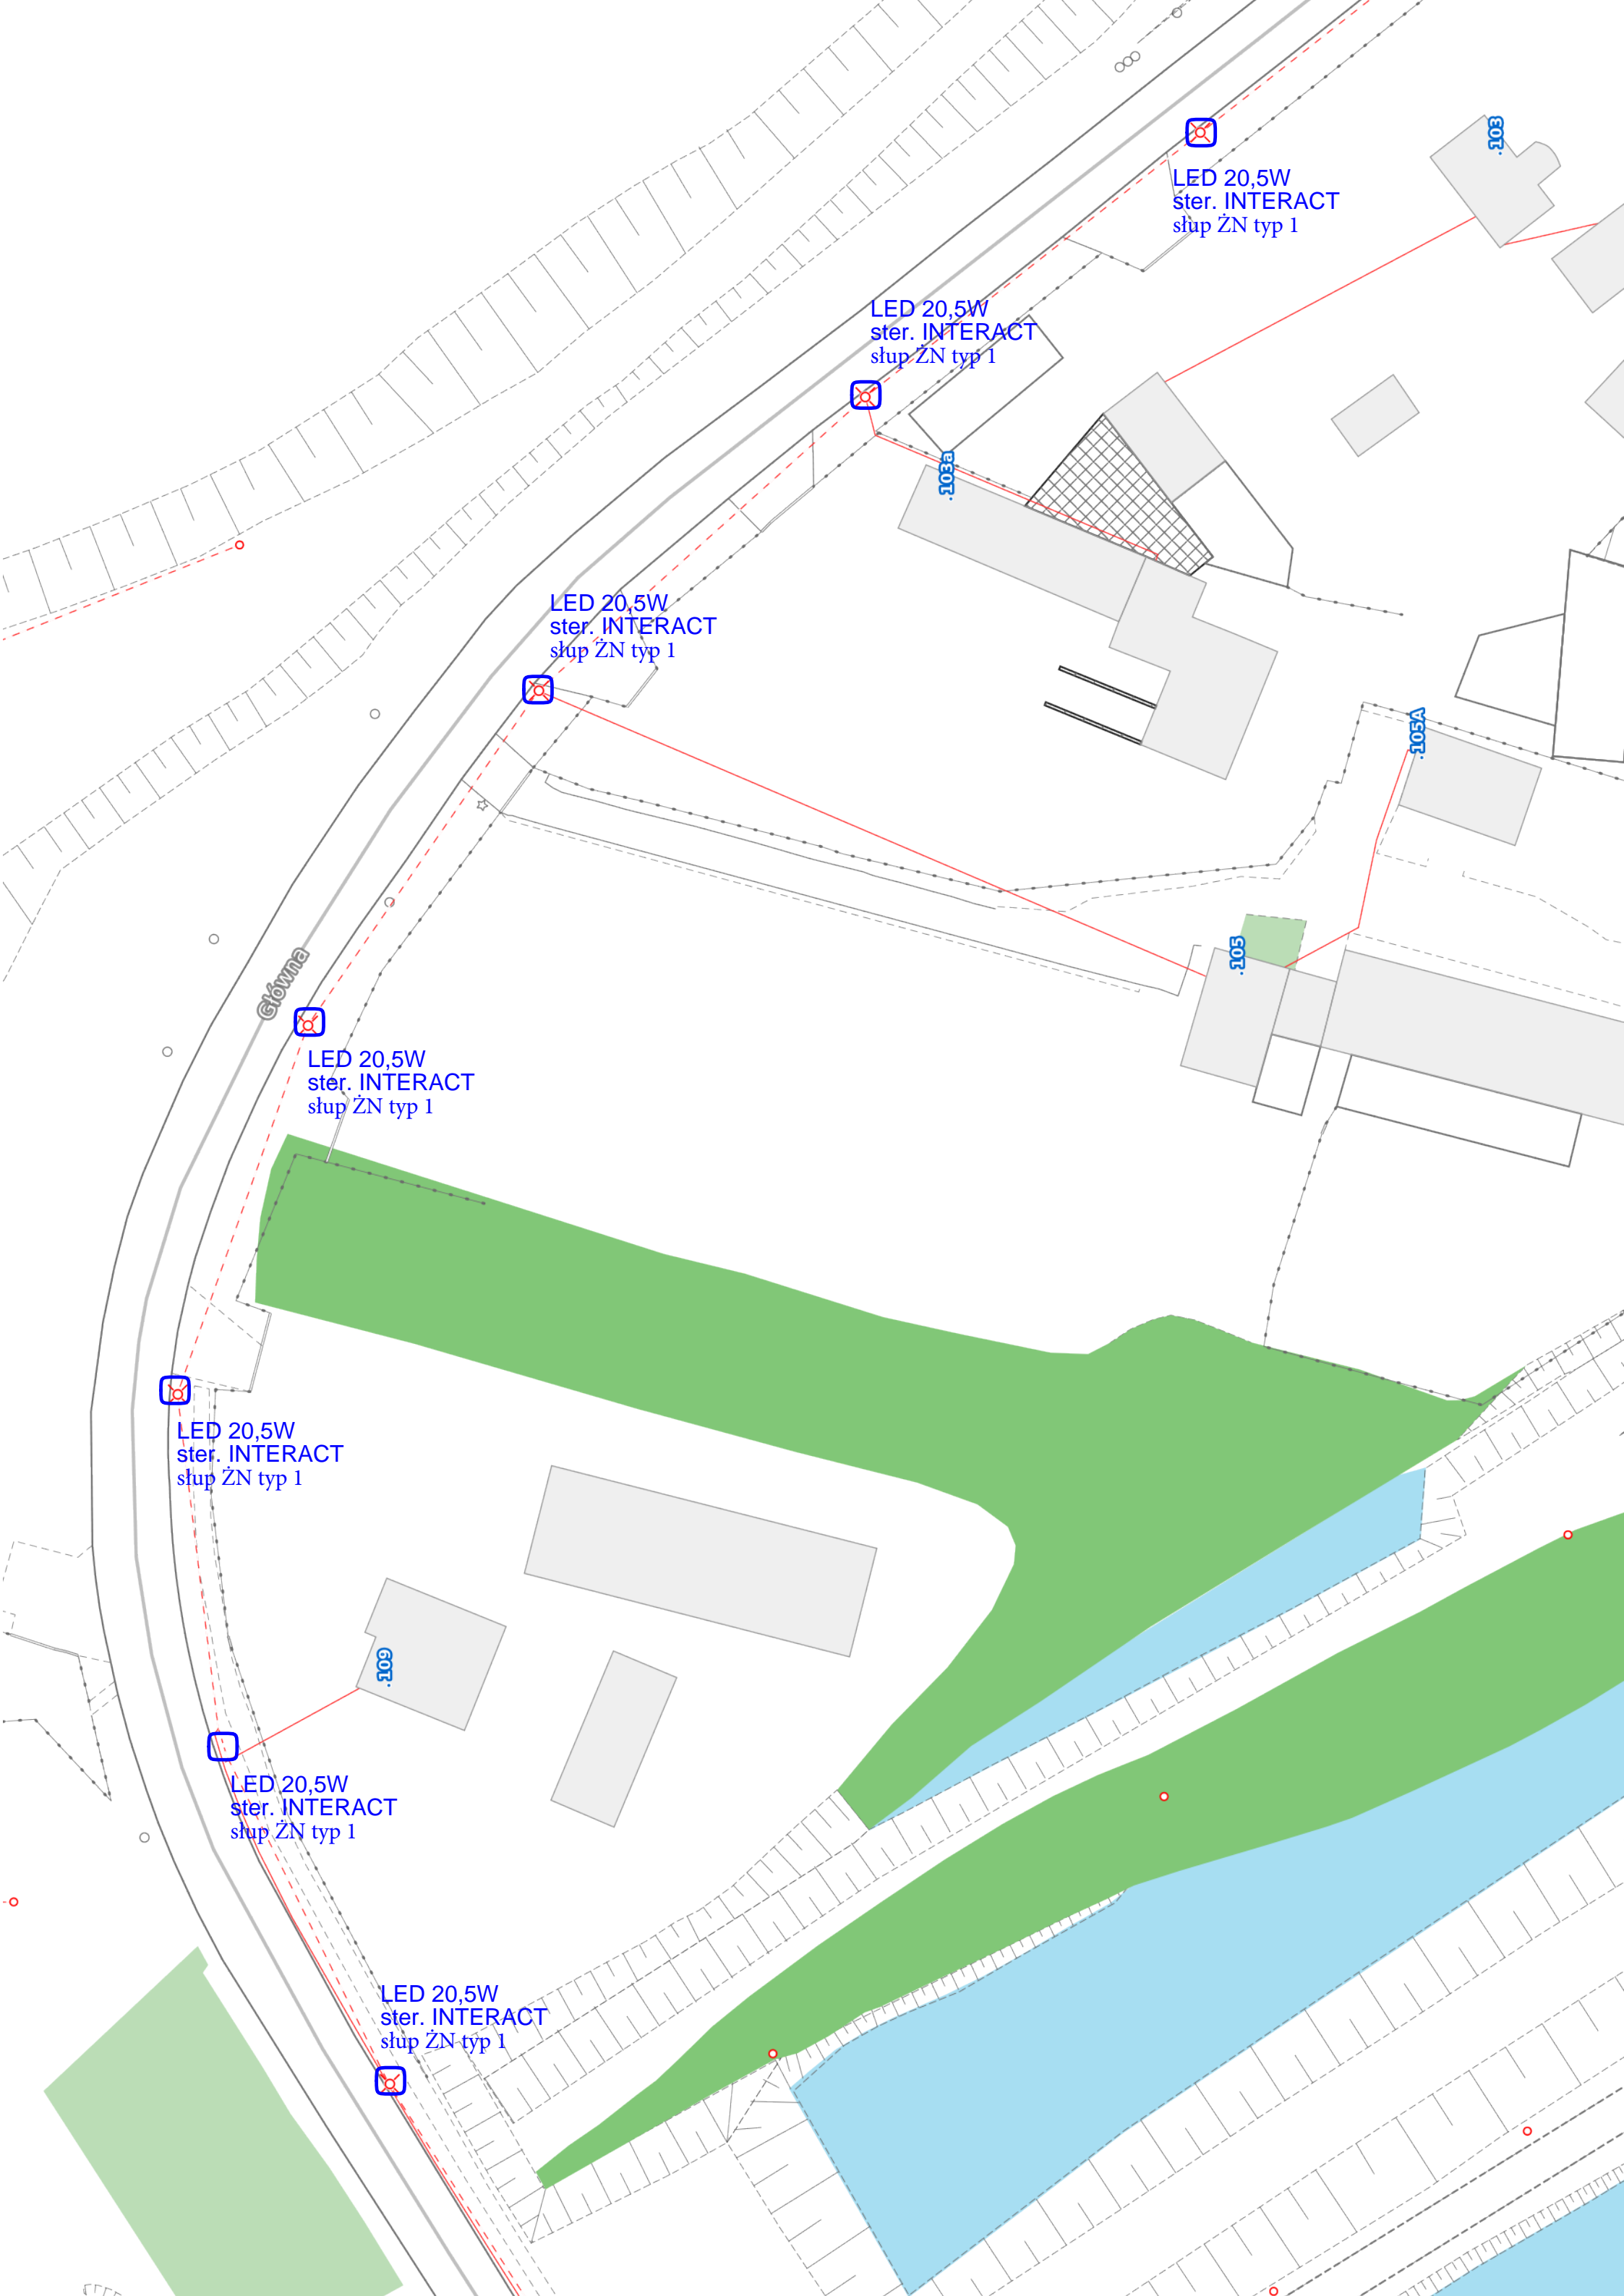 .103
LED 20,5W
ster. INTERACT
słup ŻN typ 1
LED 20,5W
ster. INTERACT
słup ŻN typ 1
.103a
LED 20,5W
ster. INTERACT
słup ŻN typ 1
.105A
.105
Główna
LED 20,5W
ster. INTERACT
słup ŻN typ 1
LED 20,5W
ster. INTERACT
słup ŻN typ 1
.109
LED 20,5W
ster. INTERACT
słup ŻN typ 1
LED 20,5W
ster. INTERACT
słup ŻN typ 1